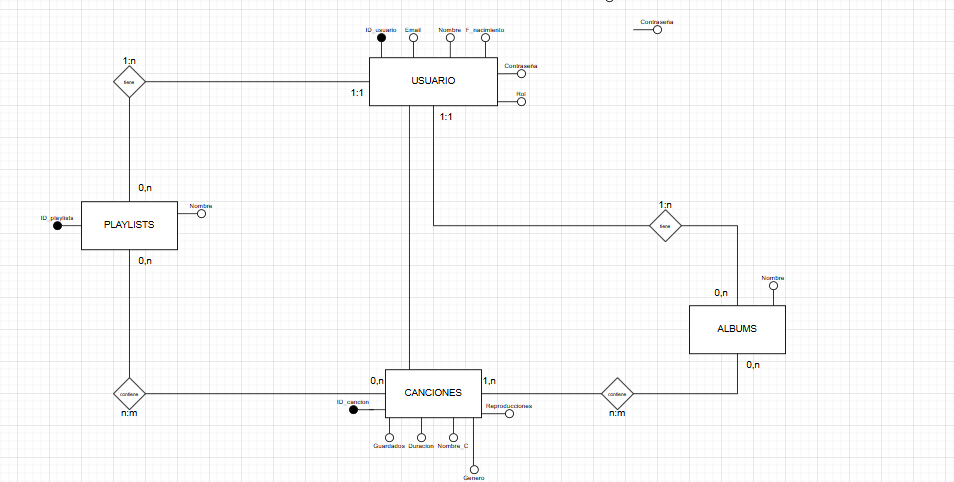 Contraseña
ID_usuario
Email
Nombre
F_nacimiento
1:n
tiene
USUARIO
Contraseña
1:1
Rol
1:1
0,n
Nombre
ID_playlists
PLAYLISTS
0,n
1:n
tiene
Nombre
0,n
ALBUMS
0,n
0,n
1,n
contiene
CANCIONES
contiene
n:m
n:m
ID_cancion
Reproducciones
Guardados
Duracion
Nombre_C
Genero